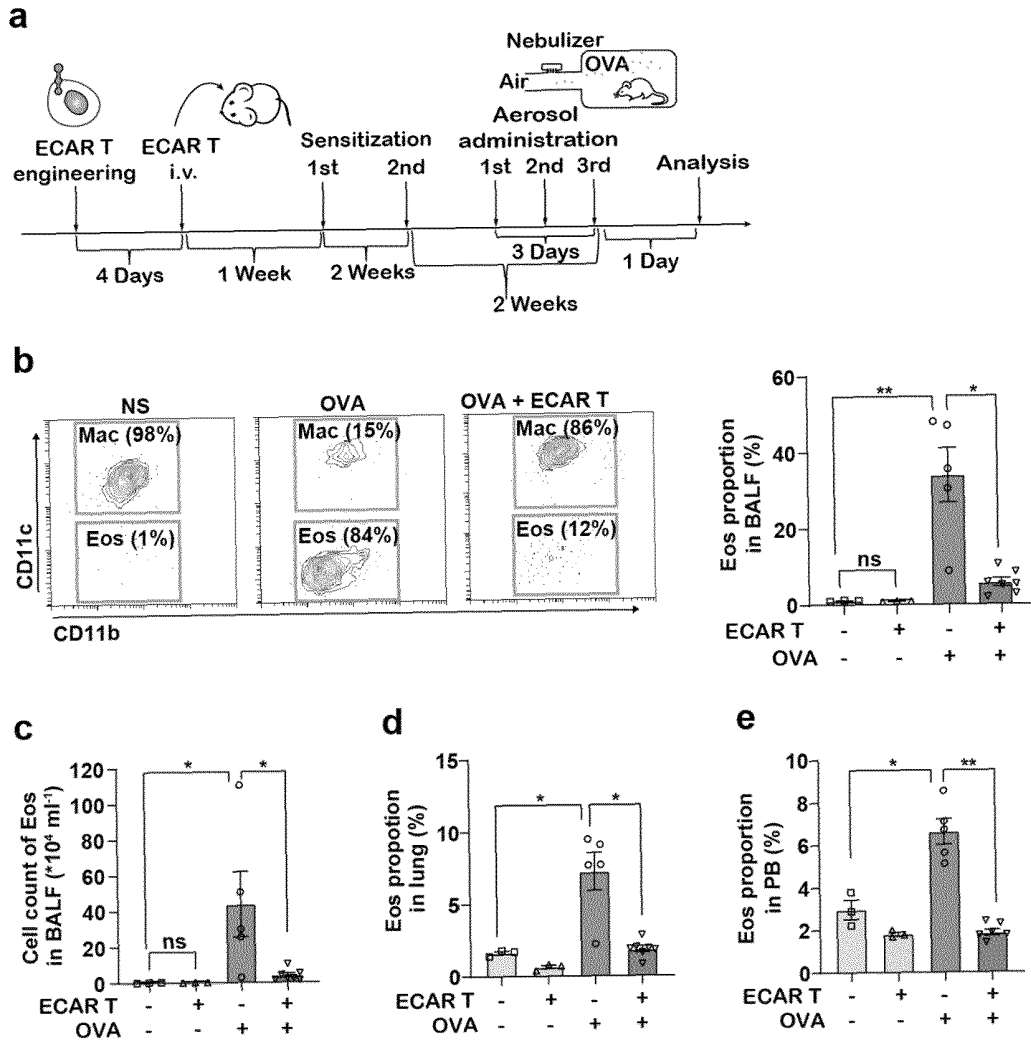 a
Nebulizer
OVA
Air
ECAR T engineering
ECAR T i.v.
Sensitization
1st 2nd
Aerosol administration
1st 2nd 3rd
Analysis
4 Days
1 Week
2 Weeks
3 Days
1 Day
2 Weeks
b
NS
OVA
OVA + ECAR T
Mac (98%)
Mac (15%)
Mac (86%)
Eos (1%)
Eos (84%)
Eos (12%)
CD11c
CD11b
Eos proportion
in BALF (%)
60
40
20
0
**
*
ns
ECAR T - + - +
OVA - - + +
c
Cell count of Eos
in BALF (*10⁴ ml⁻¹)
120
100
80
60
40
20
0
*
*
ns
ECAR T - + - +
OVA - - + +
d
Eos propotion
in lung (%)
15
10
5
0
*
*
ECAR T - + - +
OVA - - + +
e
Eos proportion
in PB (%)
10
8
6
4
2
0
*
**
ECAR T - + - +
OVA - - + +